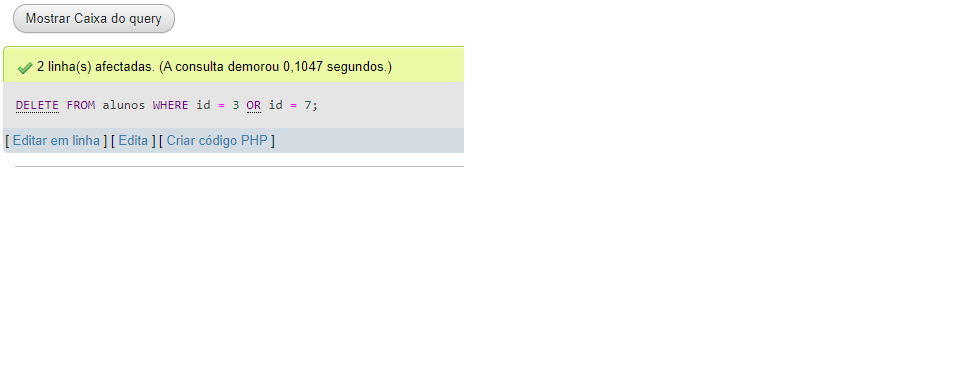 Mostrar Caixa do query
2 linha(s) afectadas. (A consulta demorou 0,1047 segundos.)
DELETE FROM alunos WHERE id = 3 OR id = 7;
[ Editar em linha ] [ Edita ] [ Criar código PHP ]